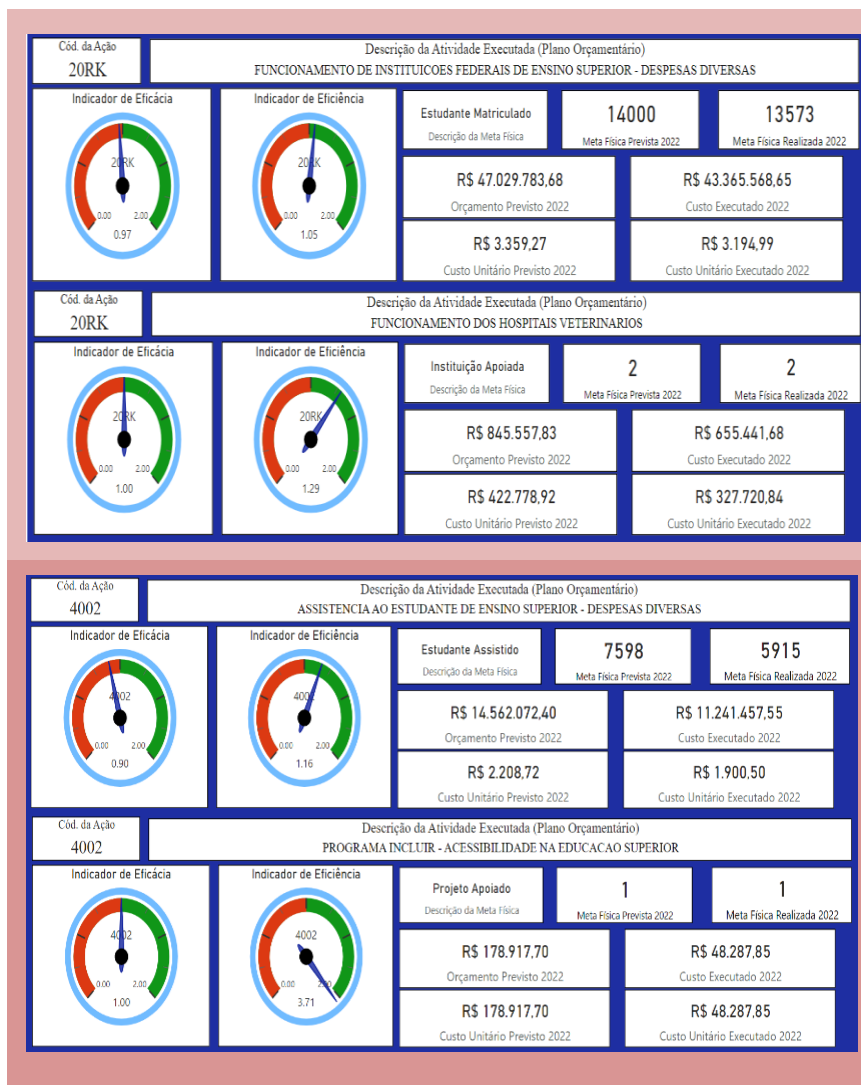 Cód. da Ação
20RK
Descrição da Atividade Executada (Plano Orçamentário)
FUNCIONAMENTO DE INSTITUICOES FEDERAIS DE ENSINO SUPERIOR - DESPESAS DIVERSAS
Indicador de Eficácia
20RK
0.00 2.00
0.97
Indicador de Eficiência
20RK
0.00 2.00
1.05
Estudante Matriculado
Descrição da Meta Física
14000
Meta Física Prevista 2022
13573
Meta Física Realizada 2022
R$ 47.029.783,68
Orçamento Previsto 2022
R$ 43.365.568,65
Custo Executado 2022
R$ 3.359,27
Custo Unitário Previsto 2022
R$ 3.194,99
Custo Unitário Executado 2022
Cód. da Ação
20RK
Descrição da Atividade Executada (Plano Orçamentário)
FUNCIONAMENTO DOS HOSPITAIS VETERINARIOS
Indicador de Eficácia
20RK
0.00 2.00
1.00
Indicador de Eficiência
20RK
0.00 2.00
1.29
Instituição Apoiada
Descrição da Meta Física
2
Meta Física Prevista 2022
2
Meta Física Realizada 2022
R$ 845.557,83
Orçamento Previsto 2022
R$ 655.441,68
Custo Executado 2022
R$ 422.778,92
Custo Unitário Previsto 2022
R$ 327.720,84
Custo Unitário Executado 2022
Cód. da Ação
4002
Descrição da Atividade Executada (Plano Orçamentário)
ASSISTENCIA AO ESTUDANTE DE ENSINO SUPERIOR - DESPESAS DIVERSAS
Indicador de Eficácia
4002
0.00 2.00
0.90
Indicador de Eficiência
4002
0.00 2.00
1.16
Estudante Assistido
Descrição da Meta Física
7598
Meta Física Prevista 2022
5915
Meta Física Realizada 2022
R$ 14.562.072,40
Orçamento Previsto 2022
R$ 11.241.457,55
Custo Executado 2022
R$ 2.208,72
Custo Unitário Previsto 2022
R$ 1.900,50
Custo Unitário Executado 2022
Cód. da Ação
4002
Descrição da Atividade Executada (Plano Orçamentário)
PROGRAMA INCLUIR - ACESSIBILIDADE NA EDUCACAO SUPERIOR
Indicador de Eficácia
4002
0.00 2.00
1.00
Indicador de Eficiência
4002
0.00 2.00
3.71
Projeto Apoiado
Descrição da Meta Física
1
Meta Física Prevista 2022
1
Meta Física Realizada 2022
R$ 178.917,70
Orçamento Previsto 2022
R$ 48.287,85
Custo Executado 2022
R$ 178.917,70
Custo Unitário Previsto 2022
R$ 48.287,85
Custo Unitário Executado 2022